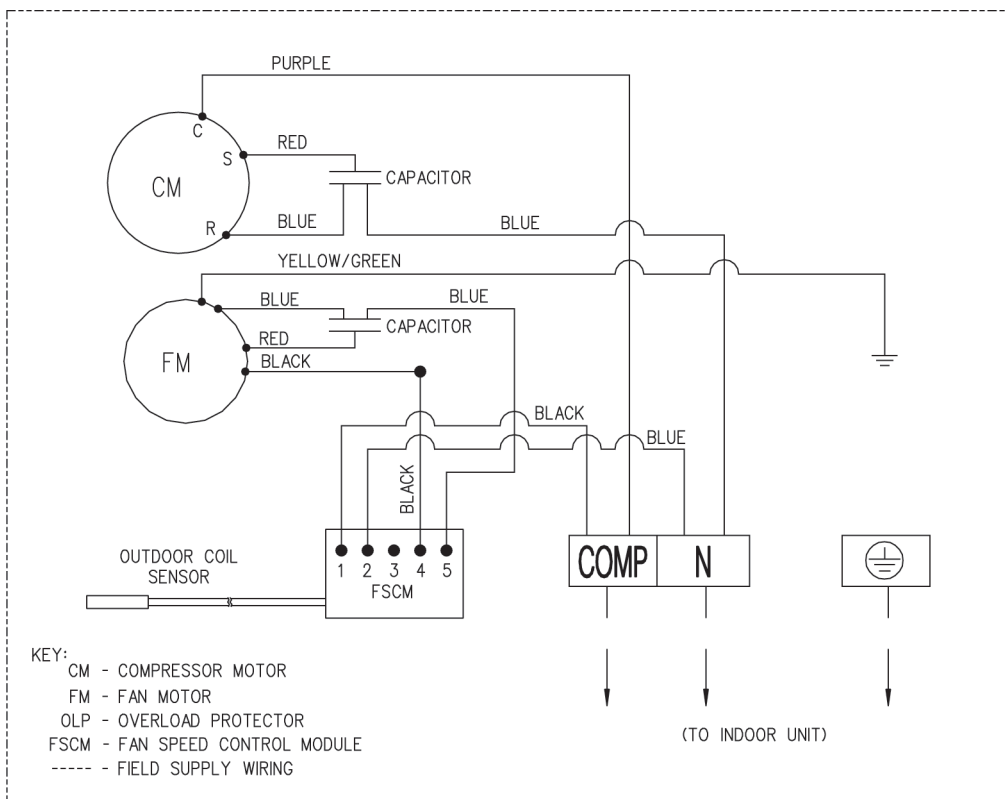 PURPLE
C
RED
S
CM
CAPACITOR
R
BLUE
BLUE
YELLOW/GREEN
BLUE
BLUE
CAPACITOR
RED
FM
BLACK
BLACK
BLUE
BLACK
OUTDOOR COIL
SENSOR
1 2 3 4 5
FSCM
COMP N
KEY:
CM - COMPRESSOR MOTOR
FM - FAN MOTOR
OLP - OVERLOAD PROTECTOR
FSCM - FAN SPEED CONTROL MODULE
----- - FIELD SUPPLY WIRING
(TO INDOOR UNIT)